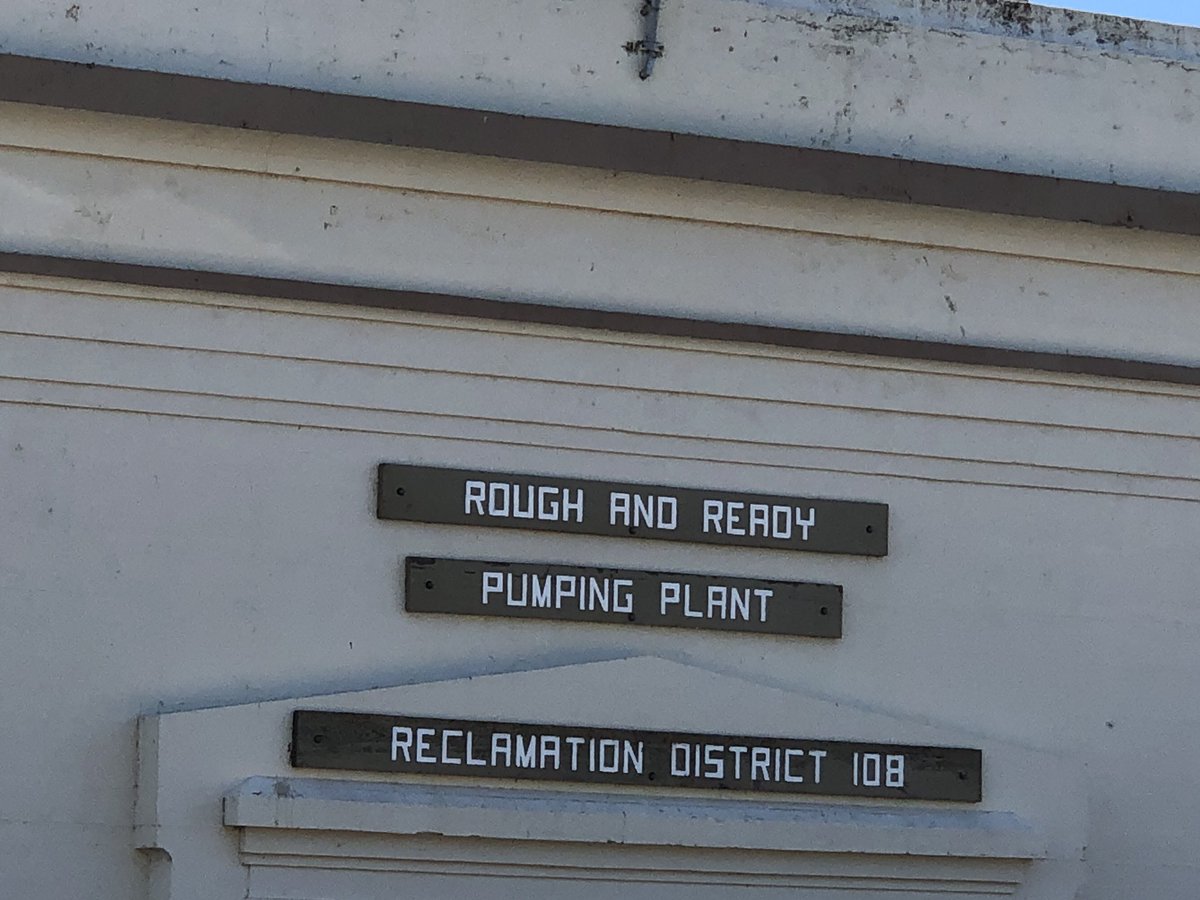 ROUGH AND READY
PUMPING PLANT
RECLAMATION DISTRICT 108